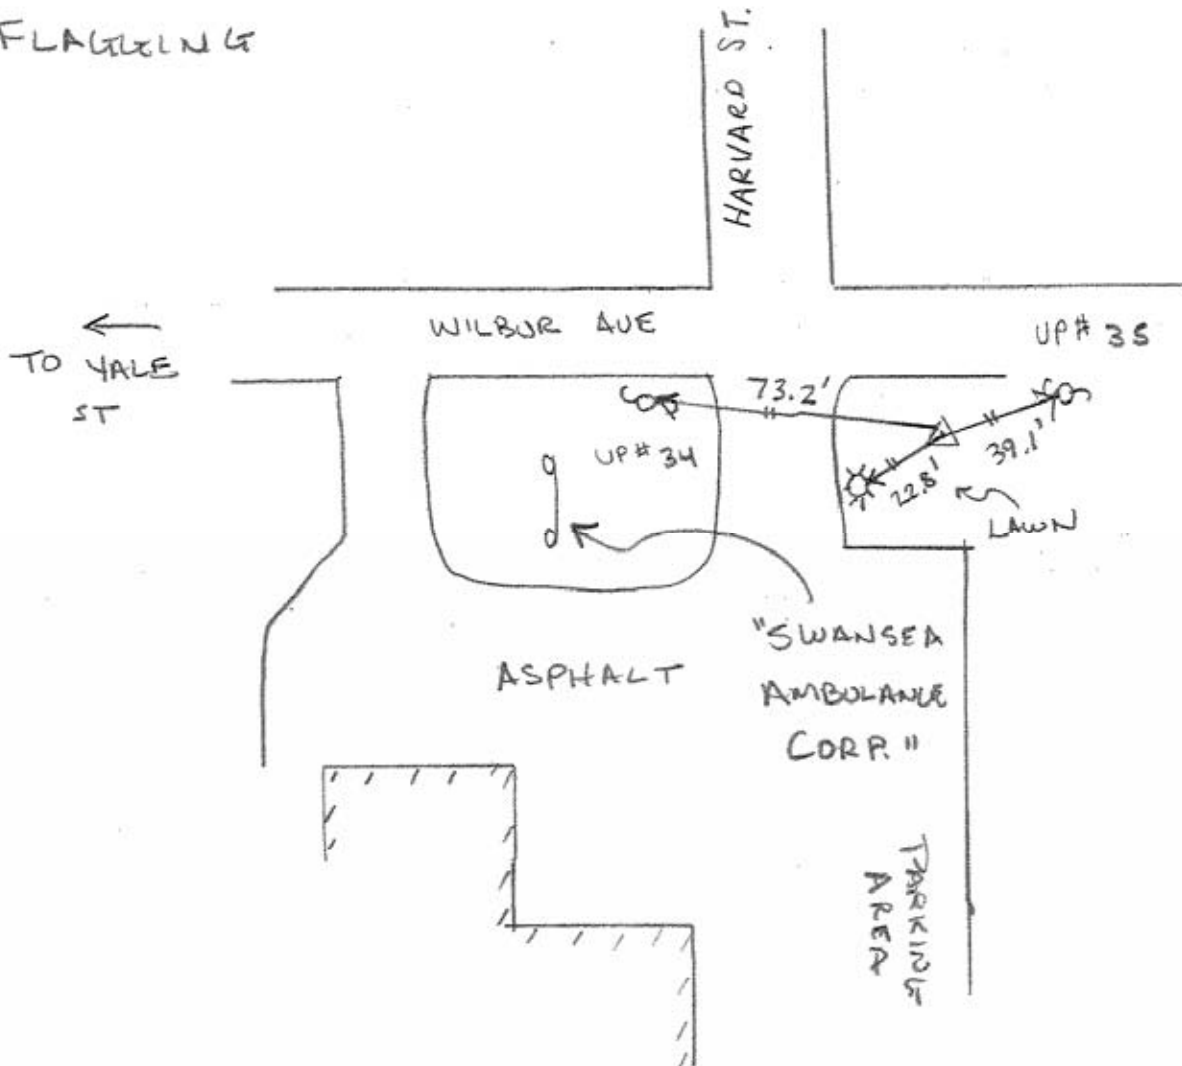 FLAGGING
HARVARD ST.
WILBUR AVE
UP# 35
TO YALE
ST
73.2'
UP# 34
39.1'
22.8'
LAWN
"SWANSEA
AMBULANCE
CORP."
ASPHALT
PARKING
AREA